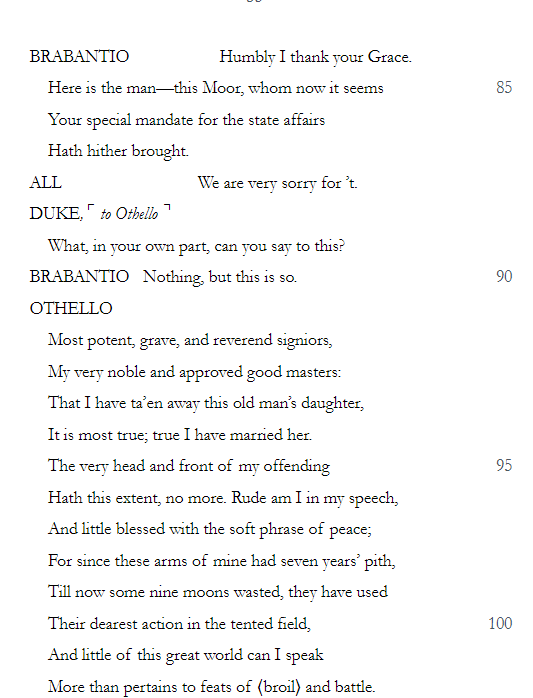 BRABANTIO Humbly I thank your Grace.
Here is the man—this Moor, whom now it seems 85
Your special mandate for the state affairs
Hath hither brought.
ALL We are very sorry for ’t.
DUKE, ⌜to Othello⌝
What, in your own part, can you say to this?
BRABANTIO Nothing, but this is so. 90
OTHELLO
Most potent, grave, and reverend signiors,
My very noble and approved good masters:
That I have ta’en away this old man’s daughter,
It is most true; true I have married her.
The very head and front of my offending 95
Hath this extent, no more. Rude am I in my speech,
And little blessed with the soft phrase of peace;
For since these arms of mine had seven years’ pith,
Till now some nine moons wasted, they have used
Their dearest action in the tented field, 100
And little of this great world can I speak
More than pertains to feats of ⟨broil⟩ and battle.